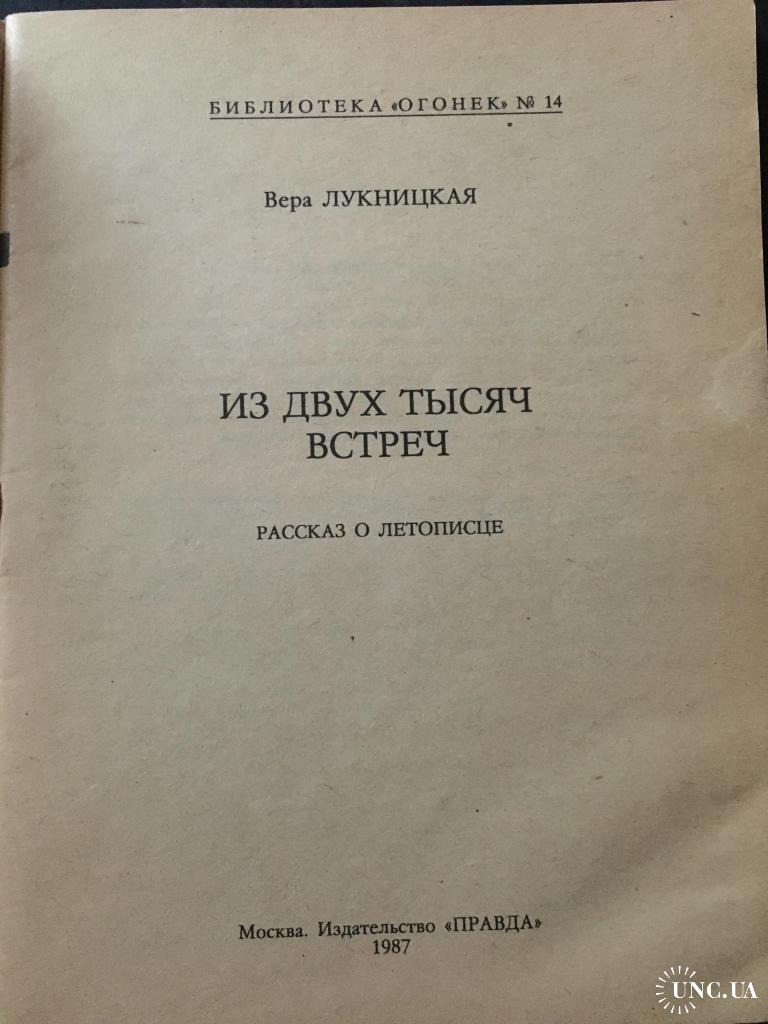 БИБЛИОТЕКА «ОГОНЕК» № 14
Вера ЛУКНИЦКАЯ
ИЗ ДВУХ ТЫСЯЧ
ВСТРЕЧ
РАССКАЗ О ЛЕТОПИСЦЕ
Москва. Издательство «ПРАВДА»
1987
UNC.UA